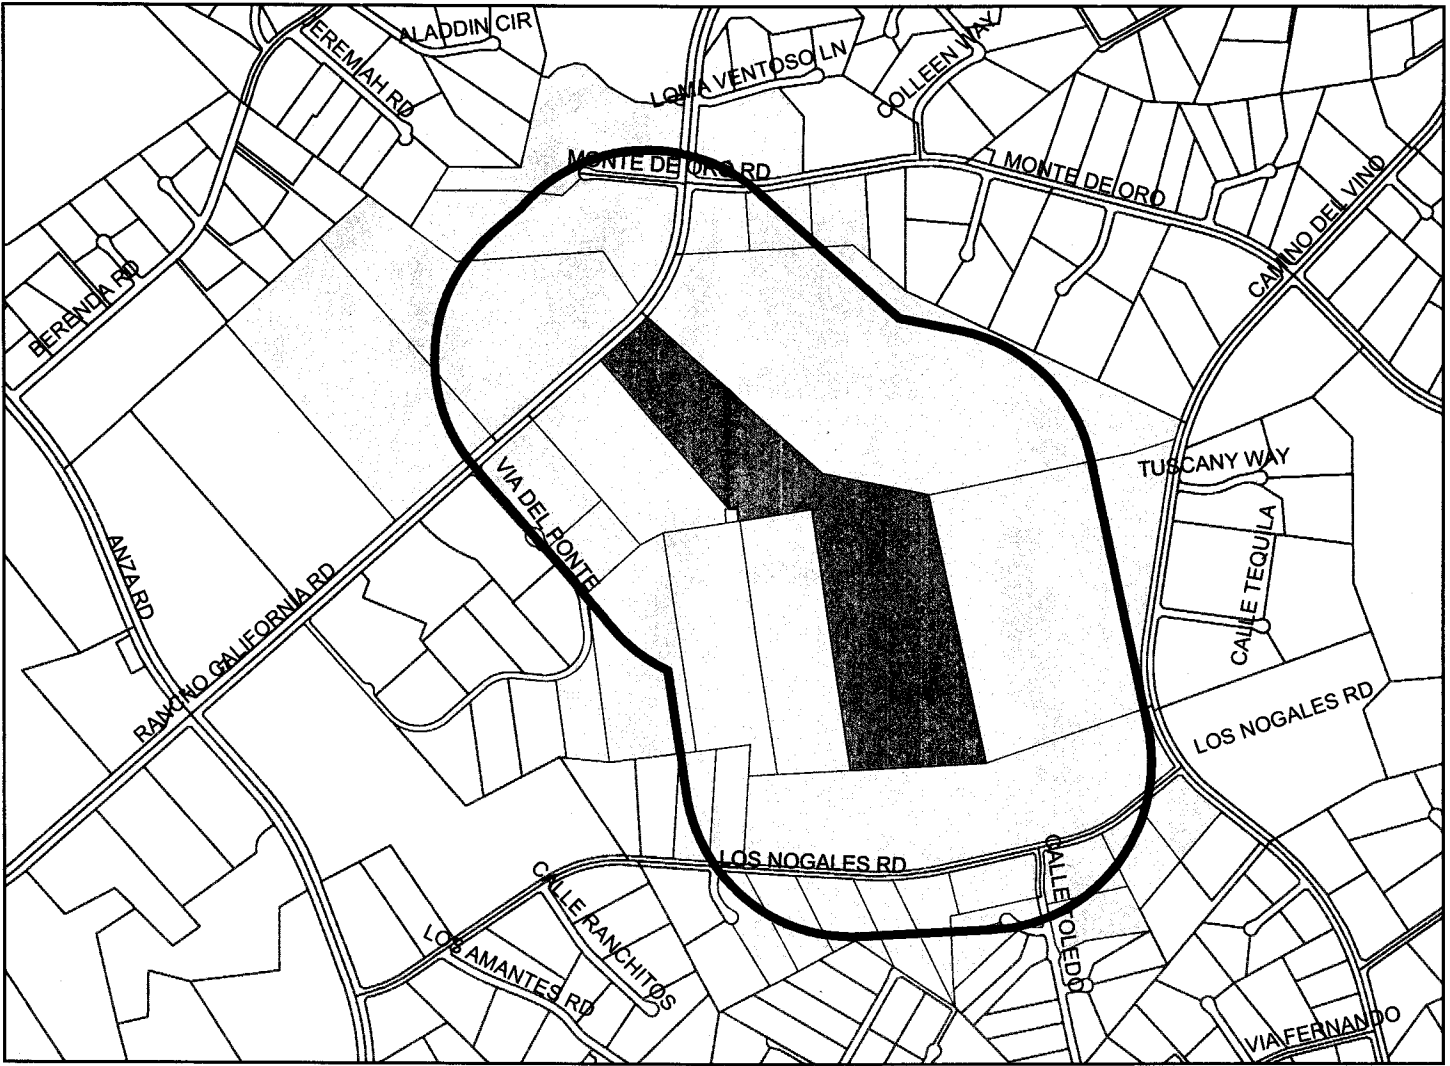 ALADDIN CIR
JEREMIAH RD
LOMA VENTOSO LN
COLLEEN WAY
MONTE DE ORO RD
MONTE DE ORO
CAMINO DEL VINO
BERENDA RD
TUSCANY WAY
VIA DEL PONTE
CALLE TEQUILA
ANZA RD
RANCHO CALIFORNIA RD
LOS NOGALES RD
LOS NOGALES RD
CALLE TOLEDO
CALLE RANCHITOS
LOS AMANTES RD
VIA FERNANDO